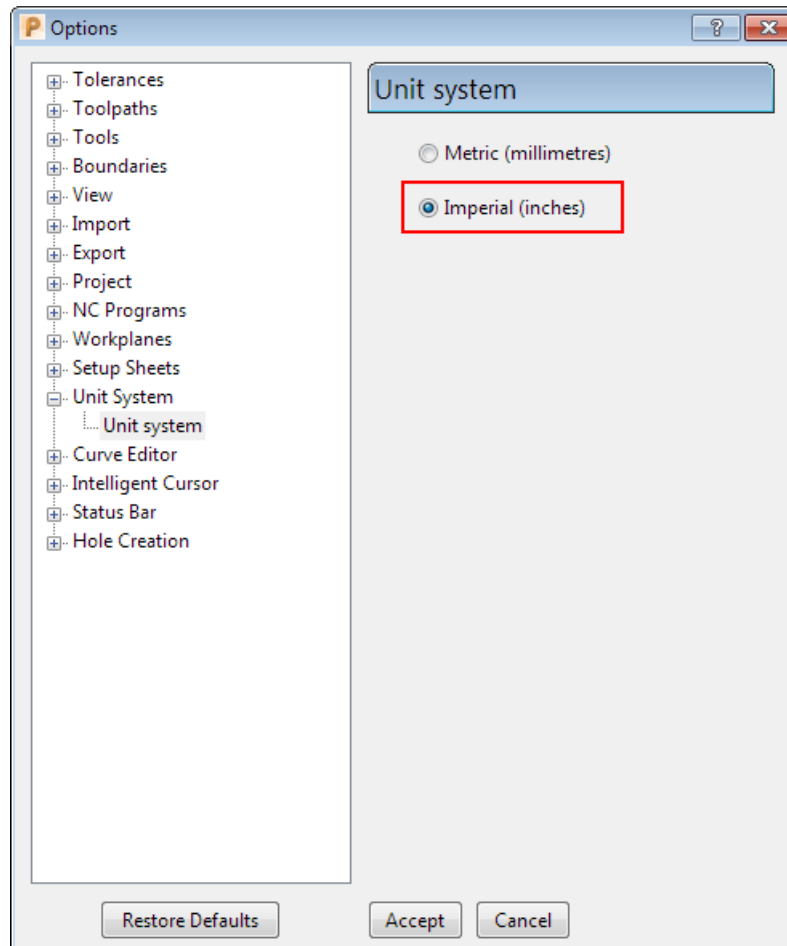 P Options
Tolerances
Toolpaths
Tools
Boundaries
View
Import
Export
Project
NC Programs
Workplanes
Setup Sheets
Unit System
Unit system
Curve Editor
Intelligent Cursor
Status Bar
Hole Creation
Unit system
Metric (millimetres)
Imperial (inches)
Restore Defaults
Accept
Cancel